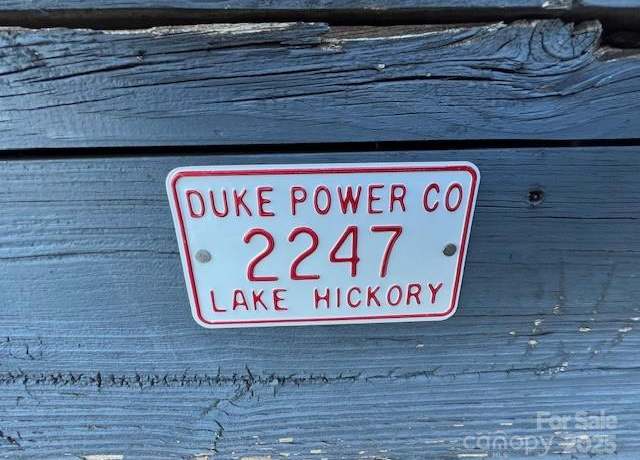 DUKE POWER CO
2247
LAKE HICKORY
For Sale
canopy 2025